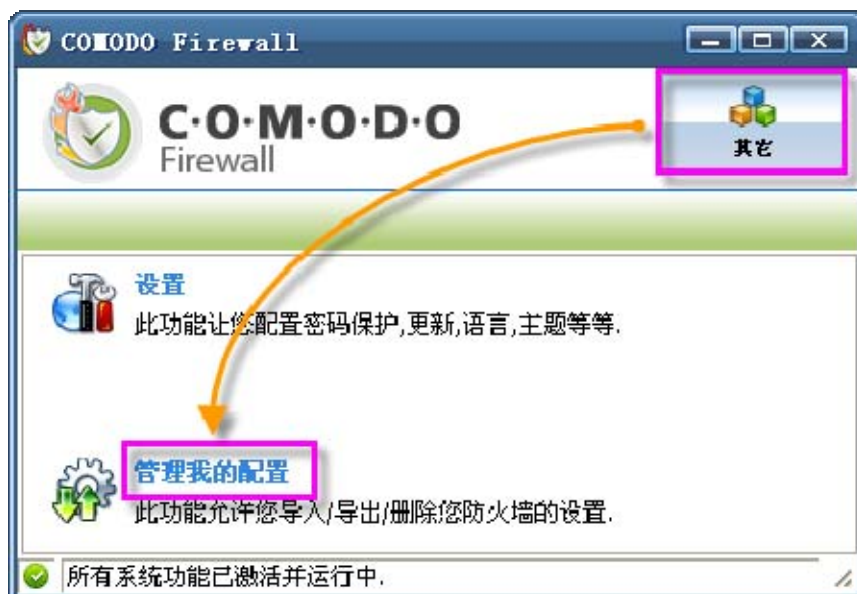 COMODO Firewall
C·O·M·O·D·O
Firewall
其它
设置
此功能让您配置密码保护,更新,语言,主题等等.
管理我的配置
此功能允许您导入/导出/删除您防火墙的设置.
所有系统功能已激活并运行中.